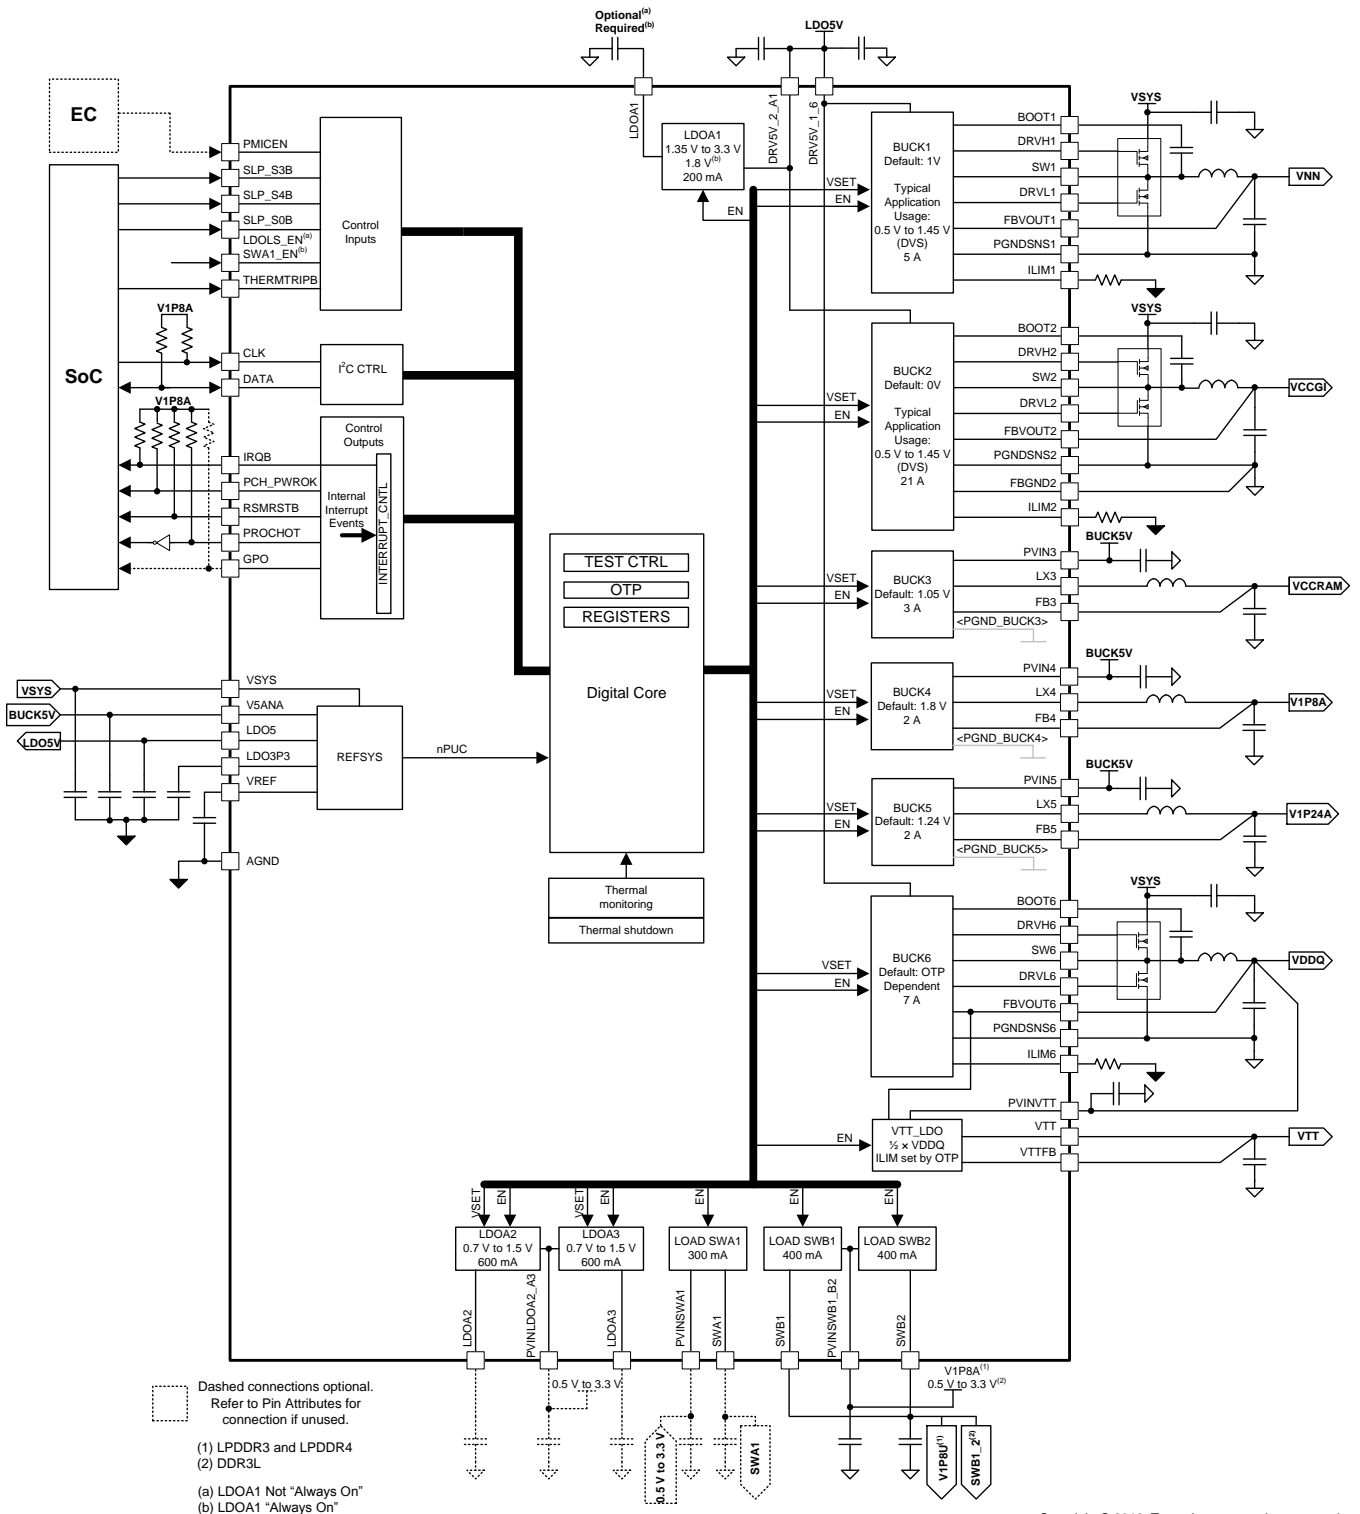 Optional(a)
Required(b)
LDO5V
EC
SoC
PMICEN
SLP_S3B
SLP_S4B
SLP_S0B
LDOLS_EN(a)
SWA1_EN(b)
THERMTRIPB
Control
Inputs
V1P8A
CLK
DATA
I2C CTRL
V1P8A
IRQB
PCH_PWROK
RSMRSTB
PROCHOT
GPO
Control
Outputs
Internal
Interrupt
Events
INTERRUPT_CNTL
LDOA1
LDOA1
1.35 V to 3.3 V
1.8 V(b)
200 mA
EN
DRV5V_2_A1
DRV5V_1_6
VSET
EN
BUCK1
Default: 1V
Typical
Application
Usage:
0.5 V to 1.45 V
(DVS)
5 A
BOOT1
DRVH1
SW1
DRVL1
FBVOUT1
PGNDSNS1
ILIM1
VSYS
VNN
VSET
EN
BUCK2
Default: 0V
Typical
Application
Usage:
0.5 V to 1.45 V
(DVS)
21 A
BOOT2
DRVH2
SW2
DRVL2
FBVOUT2
PGNDSNS2
FBGND2
ILIM2
VSYS
VCCGI
VSET
EN
BUCK3
Default: 1.05 V
3 A
PVIN3
LX3
FB3
<PGND_BUCK3>
BUCK5V
VCCRAM
VSET
EN
BUCK4
Default: 1.8 V
2 A
PVIN4
LX4
FB4
<PGND_BUCK4>
BUCK5V
V1P8A
VSET
EN
BUCK5
Default: 1.24 V
2 A
PVIN5
LX5
FB5
<PGND_BUCK5>
BUCK5V
V1P24A
VSET
EN
BUCK6
Default: OTP
Dependent
7 A
BOOT6
DRVH6
SW6
DRVL6
FBVOUT6
PGNDSNS6
ILIM6
VSYS
VDDQ
EN
VTT_LDO
½ × VDDQ
ILIM set by OTP
PVINVTT
VTT
VTTFB
VTT
TEST CTRL
OTP
REGISTERS
Digital Core
Thermal
monitoring
Thermal shutdown
VSYS
BUCK5V
LDO5V
VSYS
V5ANA
LDO5
LDO3P3
VREF
AGND
REFSYS
nPUC
VSET
EN
VSET
EN
EN
EN
EN
LDOA2
0.7 V to 1.5 V
600 mA
LDOA3
0.7 V to 1.5 V
600 mA
LOAD SWA1
300 mA
LOAD SWB1
400 mA
LOAD SWB2
400 mA
LDOA2
PVINLDOA2_A3
LDOA3
PVINSWA1
SWA1
SWB1
PVINSWB1_B2
SWB2
0.5 V to 3.3 V
V1P8A(1)
0.5 V to 3.3 V(2)
0.5 V to 3.3 V
SWA1
V1P8U(1)
SWB1_2(2)
Dashed connections optional.
Refer to Pin Attributes for
connection if unused.
(1) LPDDR3 and LPDDR4
(2) DDR3L
(a) LDOA1 Not “Always On”
(b) LDOA1 “Always On”